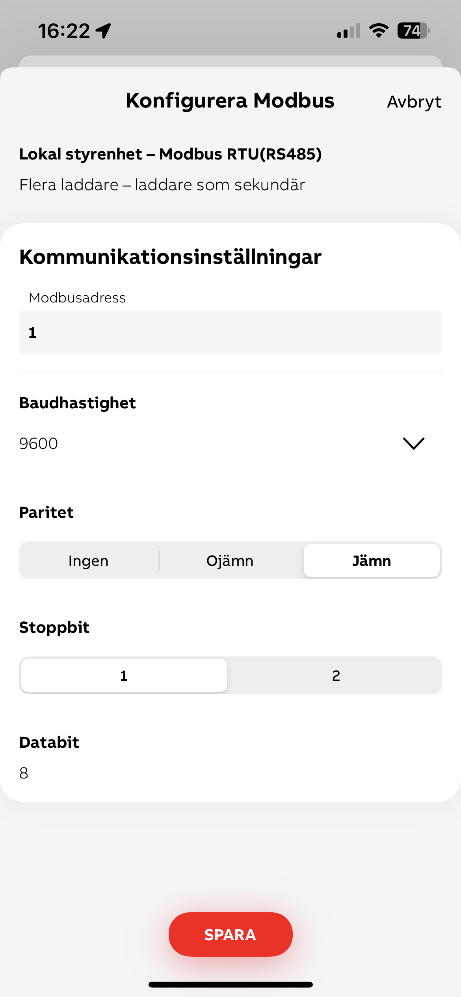 16:22
74
Konfigurera Modbus
Avbryt
Lokal styrenhet – Modbus RTU(RS485)
Flera laddare – laddare som sekundär
Kommunikationsinställningar
Modbusadress
1
Baudhastighet
9600
Paritet
Ingen
Ojämn
Jämn
Stoppbit
1
2
Databit
8
SPARA